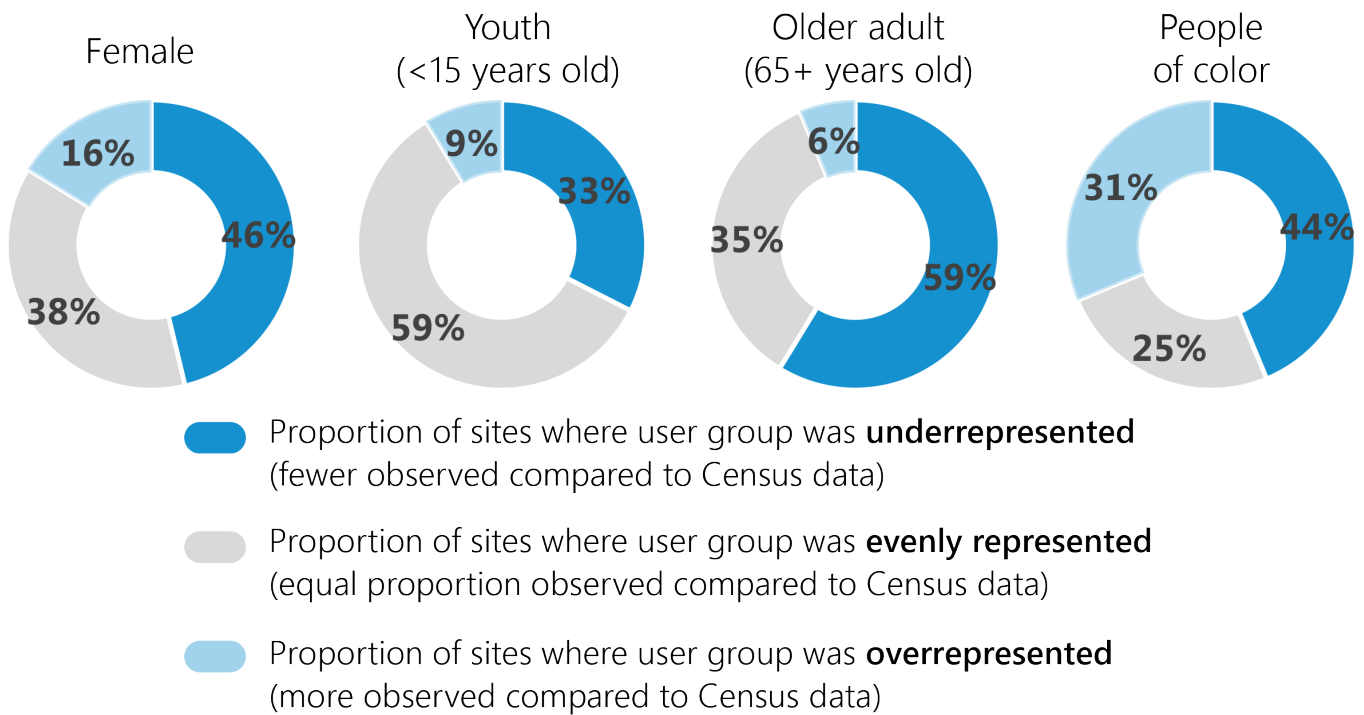 Female
Youth
(<15 years old)
Older adult
(65+ years old)
People
of color
16%
46%
38%
9%
33%
59%
6%
35%
59%
31%
44%
25%
Proportion of sites where user group was underrepresented
(fewer observed compared to Census data)
Proportion of sites where user group was evenly represented
(equal proportion observed compared to Census data)
Proportion of sites where user group was overrepresented
(more observed compared to Census data)